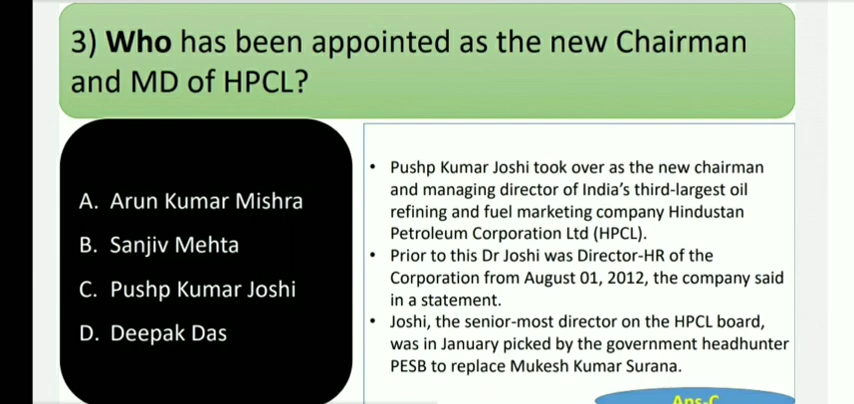 3) Who has been appointed as the new Chairman
and MD of HPCL?
A. Arun Kumar Mishra
B. Sanjiv Mehta
C. Pushp Kumar Joshi
D. Deepak Das
• Pushp Kumar Joshi took over as the new chairman
and managing director of India's third-largest oil
refining and fuel marketing company Hindustan
Petroleum Corporation Ltd (HPCL).
• Prior to this Dr Joshi was Director-HR of the
Corporation from August 01, 2012, the company said
in a statement.
• Joshi, the senior-most director on the HPCL board,
was in January picked by the government headhunter
PESB to replace Mukesh Kumar Surana.
Ans-C